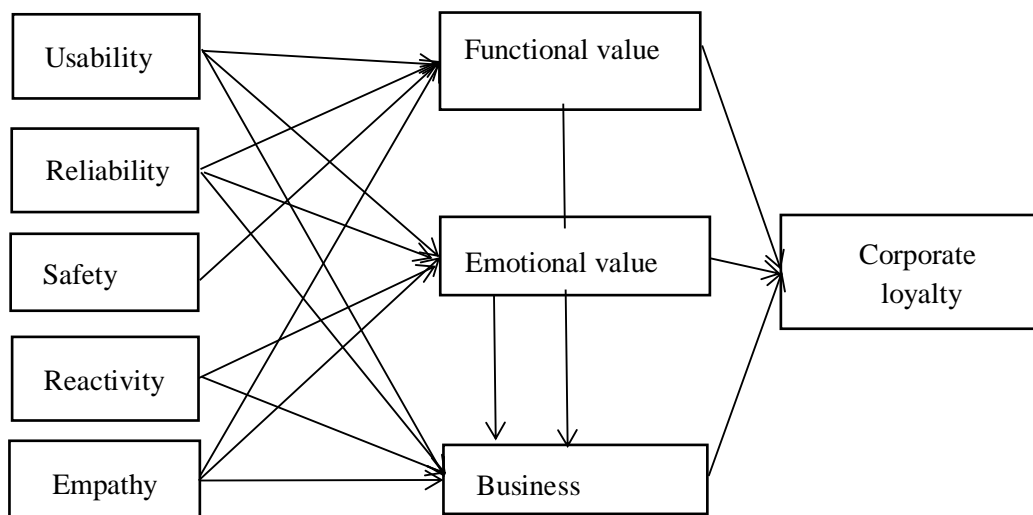 Usability
Reliability
Safety
Reactivity
Empathy
Functional value
Emotional value
Business
Corporate
loyalty